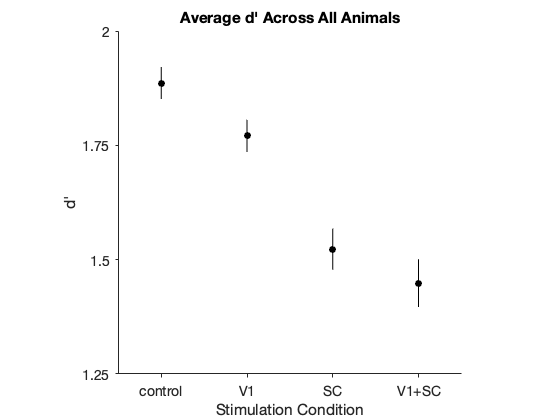 Average d' Across All Animals
2
1.75
1.5
1.25
d'
control V1 SC V1+SC
Stimulation Condition